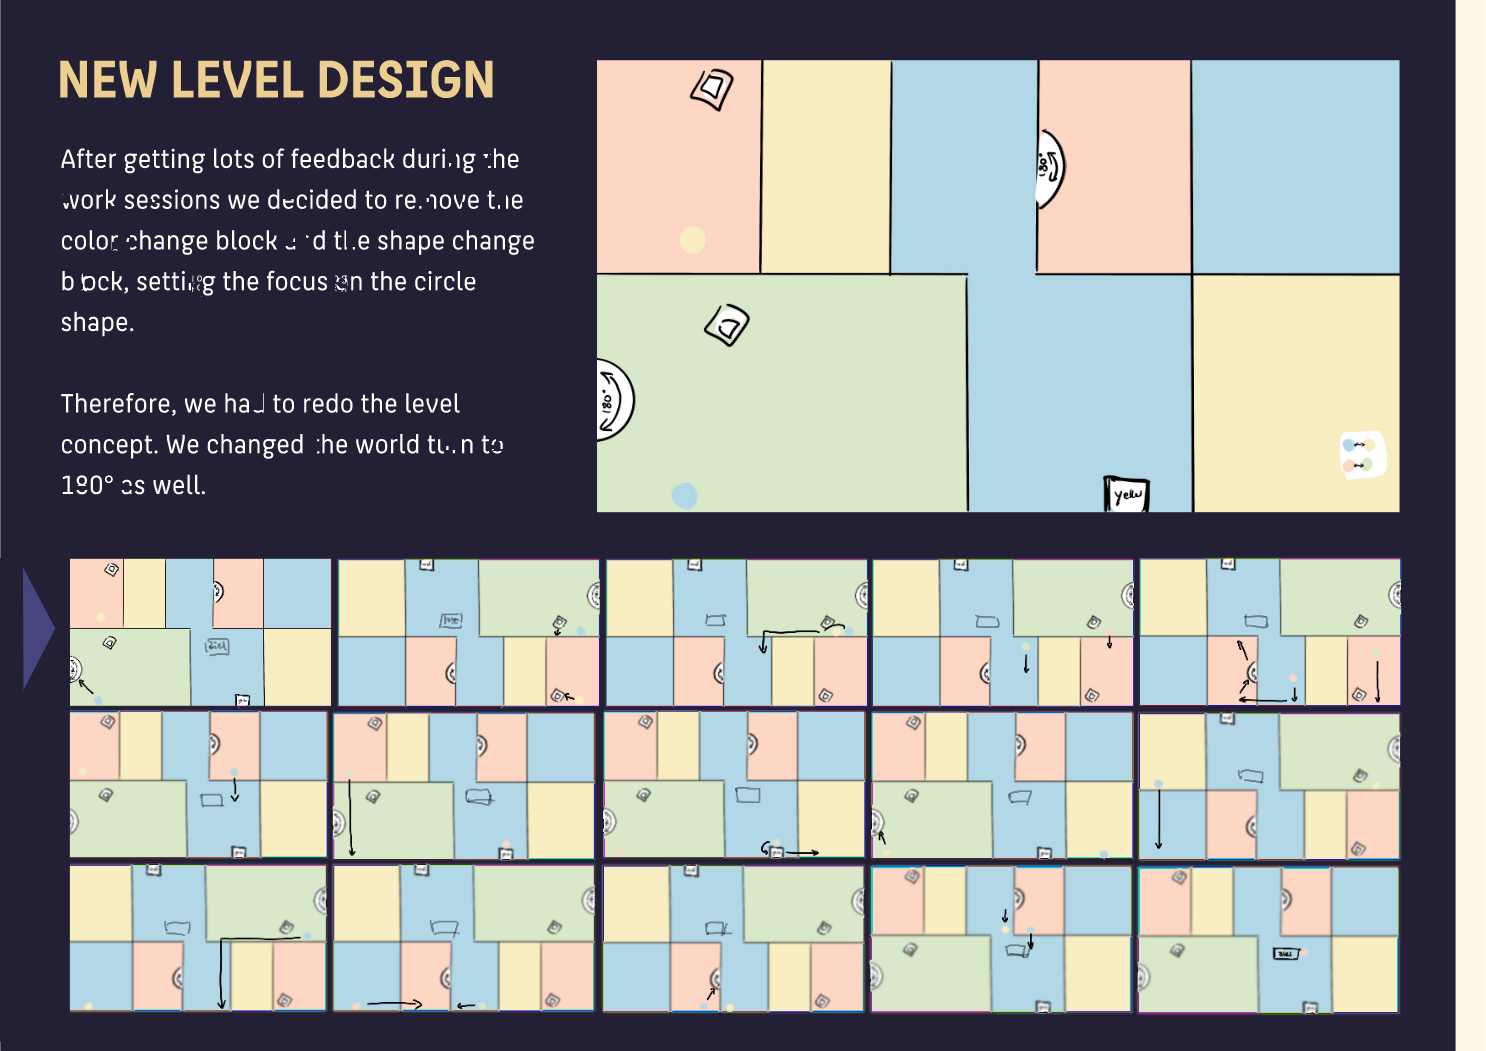 NEW LEVEL DESIGN
After getting lots of feedback during the
work sessions we decided to remove the
color change block and the shape change
block, setting the focus on the circle
shape.
Therefore, we had to redo the level
concept. We changed the world turn to
180° as well.
180°
180°
yellow
Ziel
Ziel